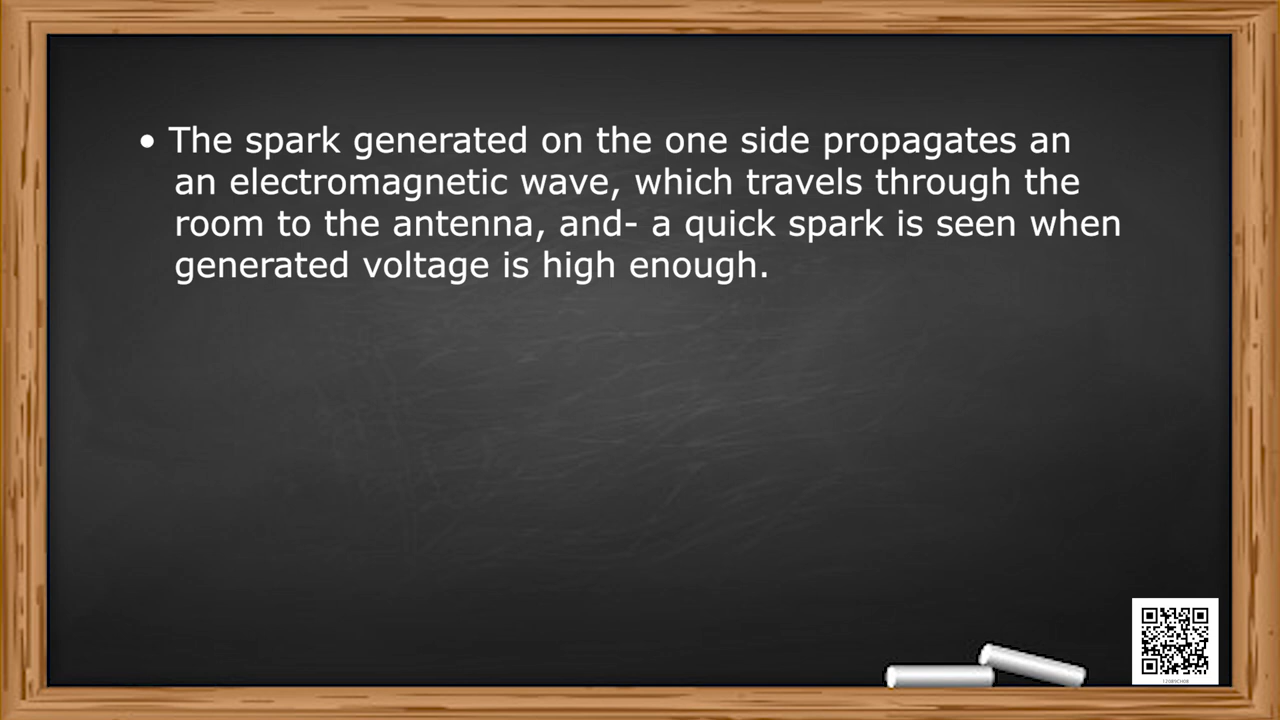 • The spark generated on the one side propagates an
an electromagnetic wave, which travels through the
room to the antenna, and- a quick spark is seen when
generated voltage is high enough.